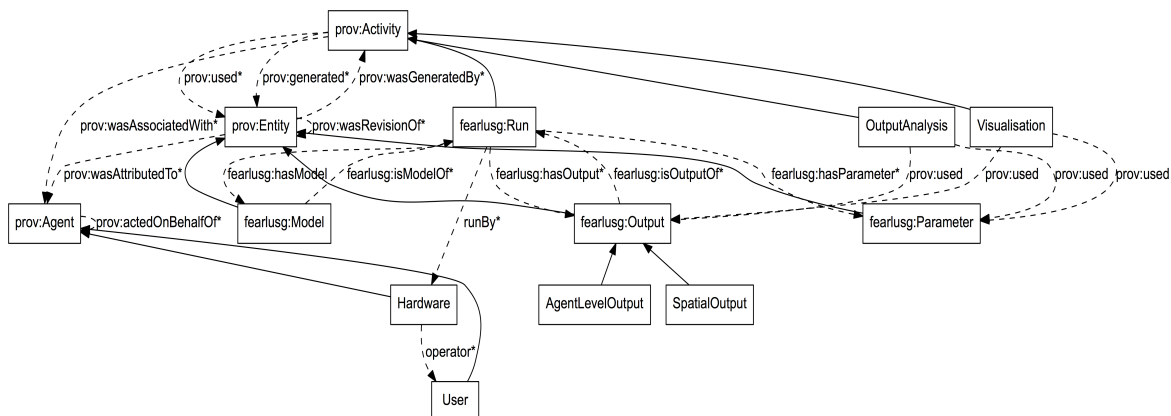 prov:Activity
prov:used*
prov:generated*
prov:wasGeneratedBy*
prov:wasAssociatedWith*
prov:Entity
prov:wasRevisionOf*
fearlusg:Run
OutputAnalysis
Visualisation
prov:wasAttributedTo*
fearlusg:hasModel
fearlusg:isModelOf*
fearlusg:hasOutput*
fearlusg:isOutputOf*
fearlusg:hasParameter*
prov:used
prov:used
prov:used
prov:used
prov:Agent
prov:actedOnBehalfOf*
fearlusg:Model
runBy*
fearlusg:Output
fearlusg:Parameter
Hardware
AgentLevelOutput
SpatialOutput
operator*
User